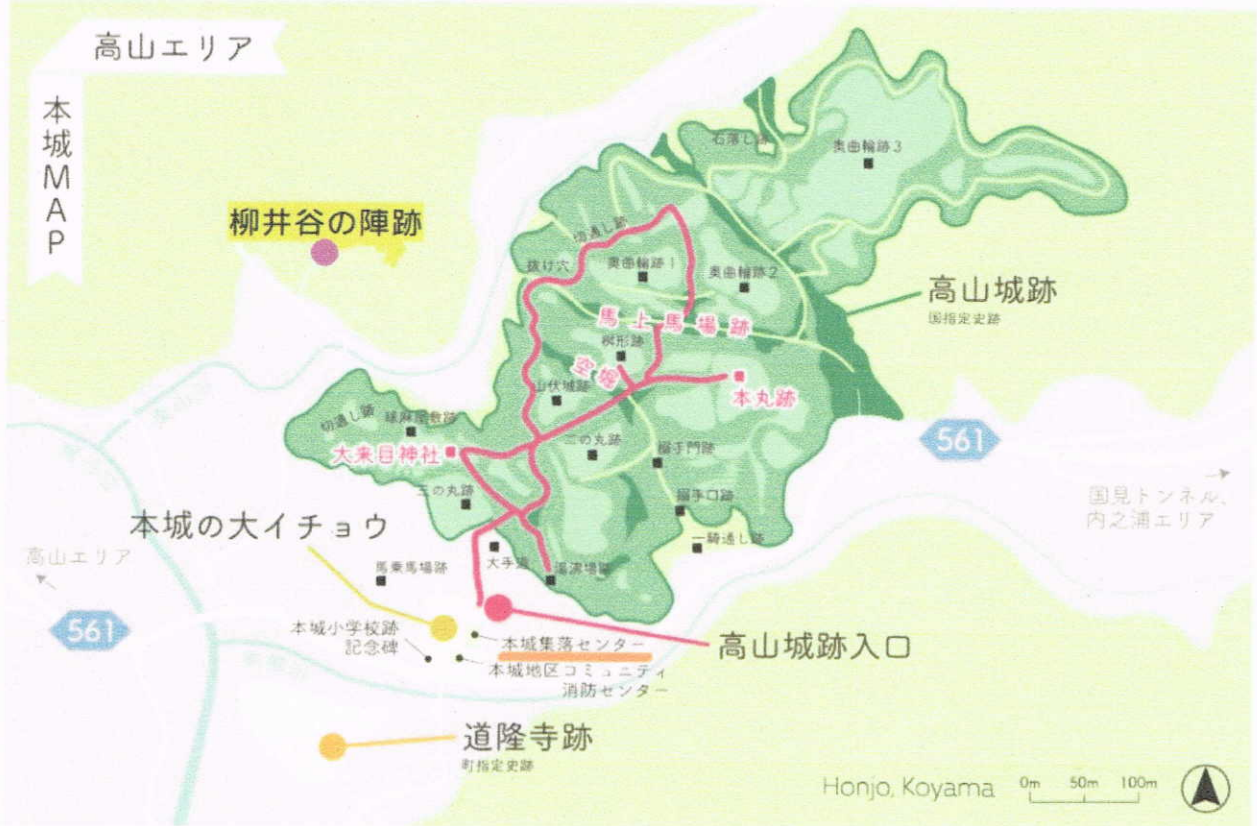 高山エリア
本城MAP
柳井谷の陣跡
石落し跡
奥曲輪跡3
切通し跡
抜け穴
奥曲輪跡1
奥曲輪跡2
高山城跡
国指定史跡
馬上馬場跡
桝形跡
空堀
山伏城跡
本丸跡
切通し跡
球麻屋敷跡
大来目神社
二の丸跡
搦手門跡
561
三の丸跡
搦手口跡
国見トンネル、
内之浦エリア
本城の大イチョウ
高山エリア
大手道
一騎通し跡
馬乗馬場跡
561
本城小学校跡
記念碑
本城集落センター
高山城跡入口
本城地区コミュニティ
消防センター
道隆寺跡
町指定史跡
Honjo, Koyama
0m 50m 100m